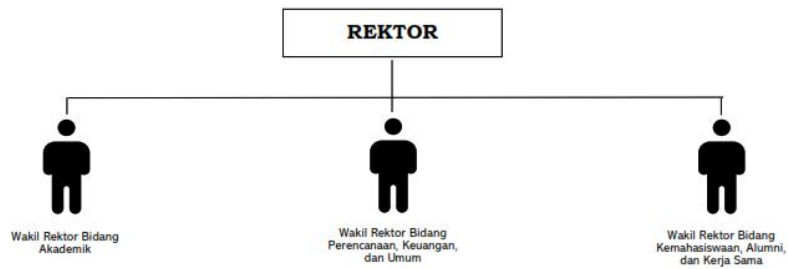 REKTOR
Wakil Rektor Bidang
Akademik
Wakil Rektor Bidang
Perencanaan, Keuangan,
dan Umum
Wakil Rektor Bidang
Kemahasiswaan, Alumni,
dan Kerja Sama